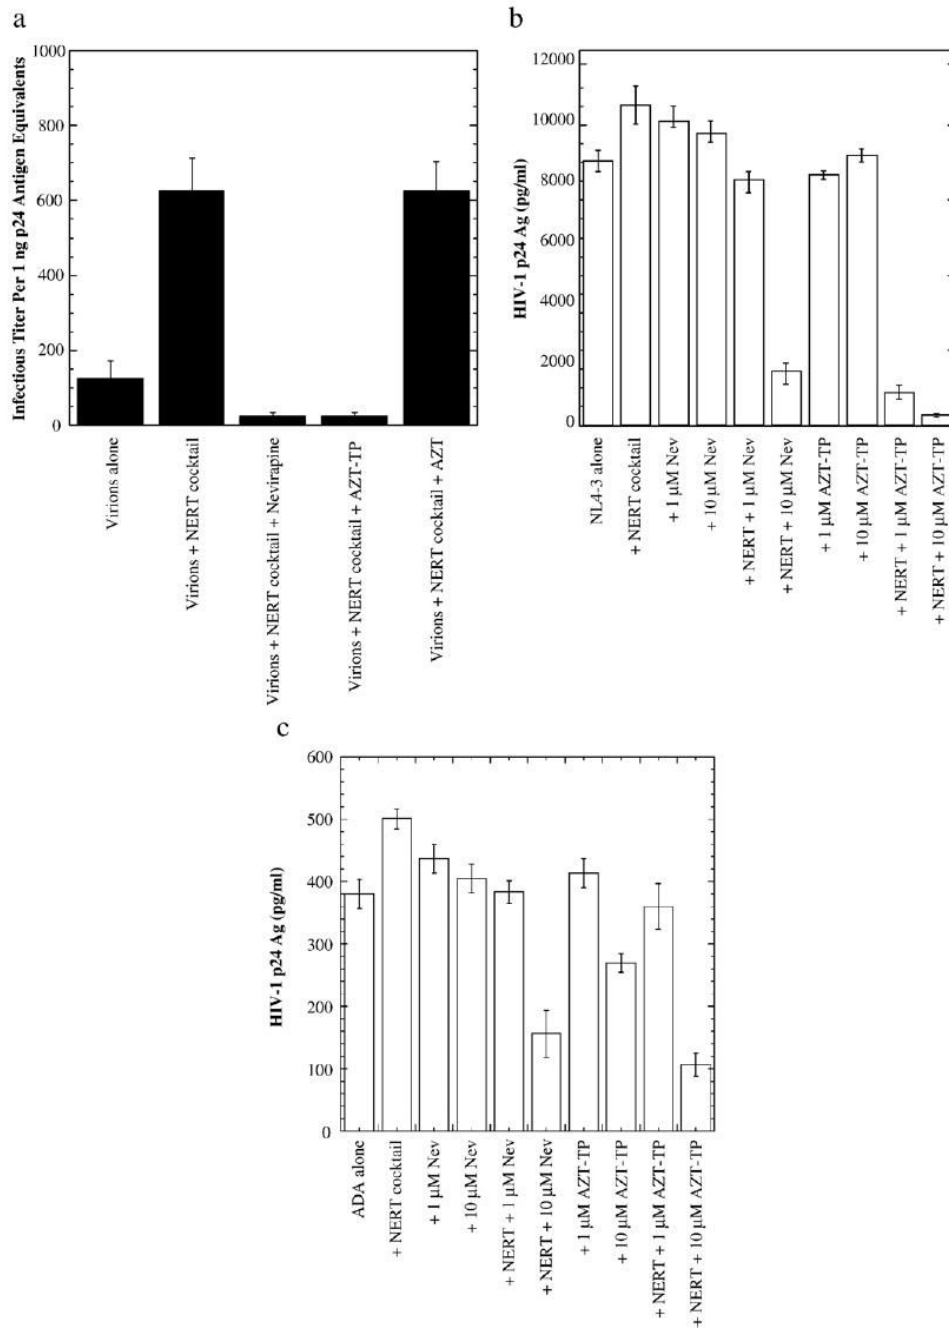 a
Infectious Titer Per 1 ng p24 Antigen Equivalents
1000
800
600
400
200
0
Virions alone
Virions + NERT cocktail
Virions + NERT cocktail + Nevirapine
Virions + NERT cocktail + AZT-TP
Virions + NERT cocktail + AZT
b
HIV-1 p24 Ag (pg/ml)
12000
10000
8000
6000
4000
2000
0
NL4-3 alone
+ NERT cocktail
+ 1 µM Nev
+ 10 µM Nev
+ NERT + 1 µM Nev
+ NERT + 10 µM Nev
+ 1 µM AZT-TP
+ 10 µM AZT-TP
+ NERT + 1 µM AZT-TP
+ NERT + 10 µM AZT-TP
c
HIV-1 p24 Ag (pg/ml)
600
500
400
300
200
100
0
ADA alone
+ NERT cocktail
+ 1 µM Nev
+ 10 µM Nev
+ NERT + 1 µM Nev
+ NERT + 10 µM Nev
+ 1 µM AZT-TP
+ 10 µM AZT-TP
+ NERT + 1 µM AZT-TP
+ NERT + 10 µM AZT-TP